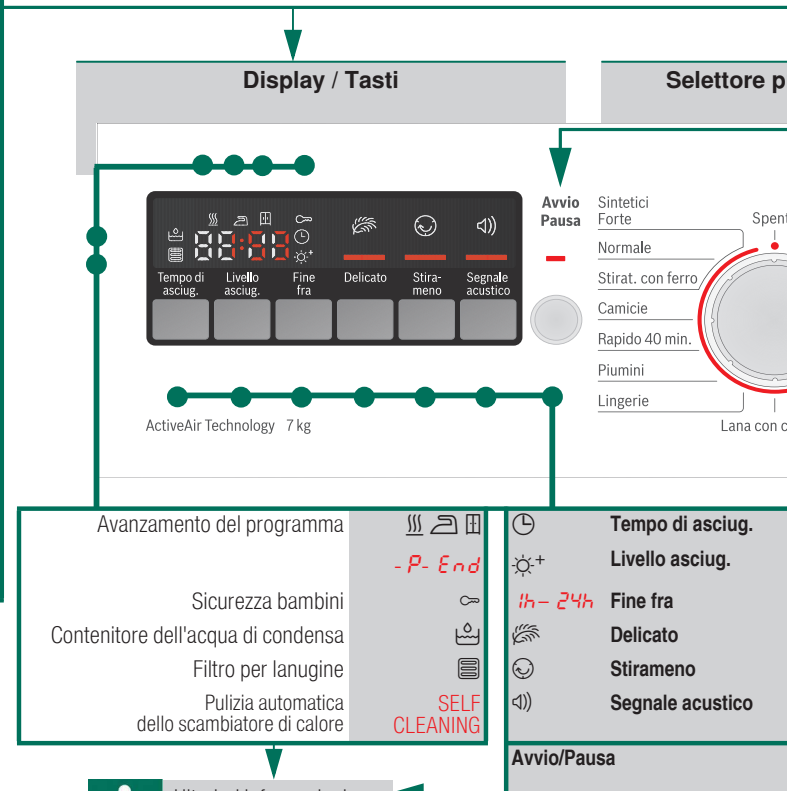 Display / Tasti
Selettore p
Avvio
Pausa
Sintetici
Forte
Normale
Stirat. con ferro
Camicie
Rapido 40 min.
Piumini
Lingerie
Spent
Lana con c
88:88
Tempo di
asciug.
Livello
asciug.
Fine
fra
Delicato
Stira-
meno
Segnale
acustico
ActiveAir Technology 7 kg
Avanzamento del programma
- P - End
Sicurezza bambini
Contenitore dell'acqua di condensa
Filtro per lanugine
Pulizia automatica
dello scambiatore di calore
SELF
CLEANING
Tempo di asciug.
Livello asciug.
1h – 24h Fine fra
Delicato
Stirameno
Segnale acustico
Avvio/Pausa